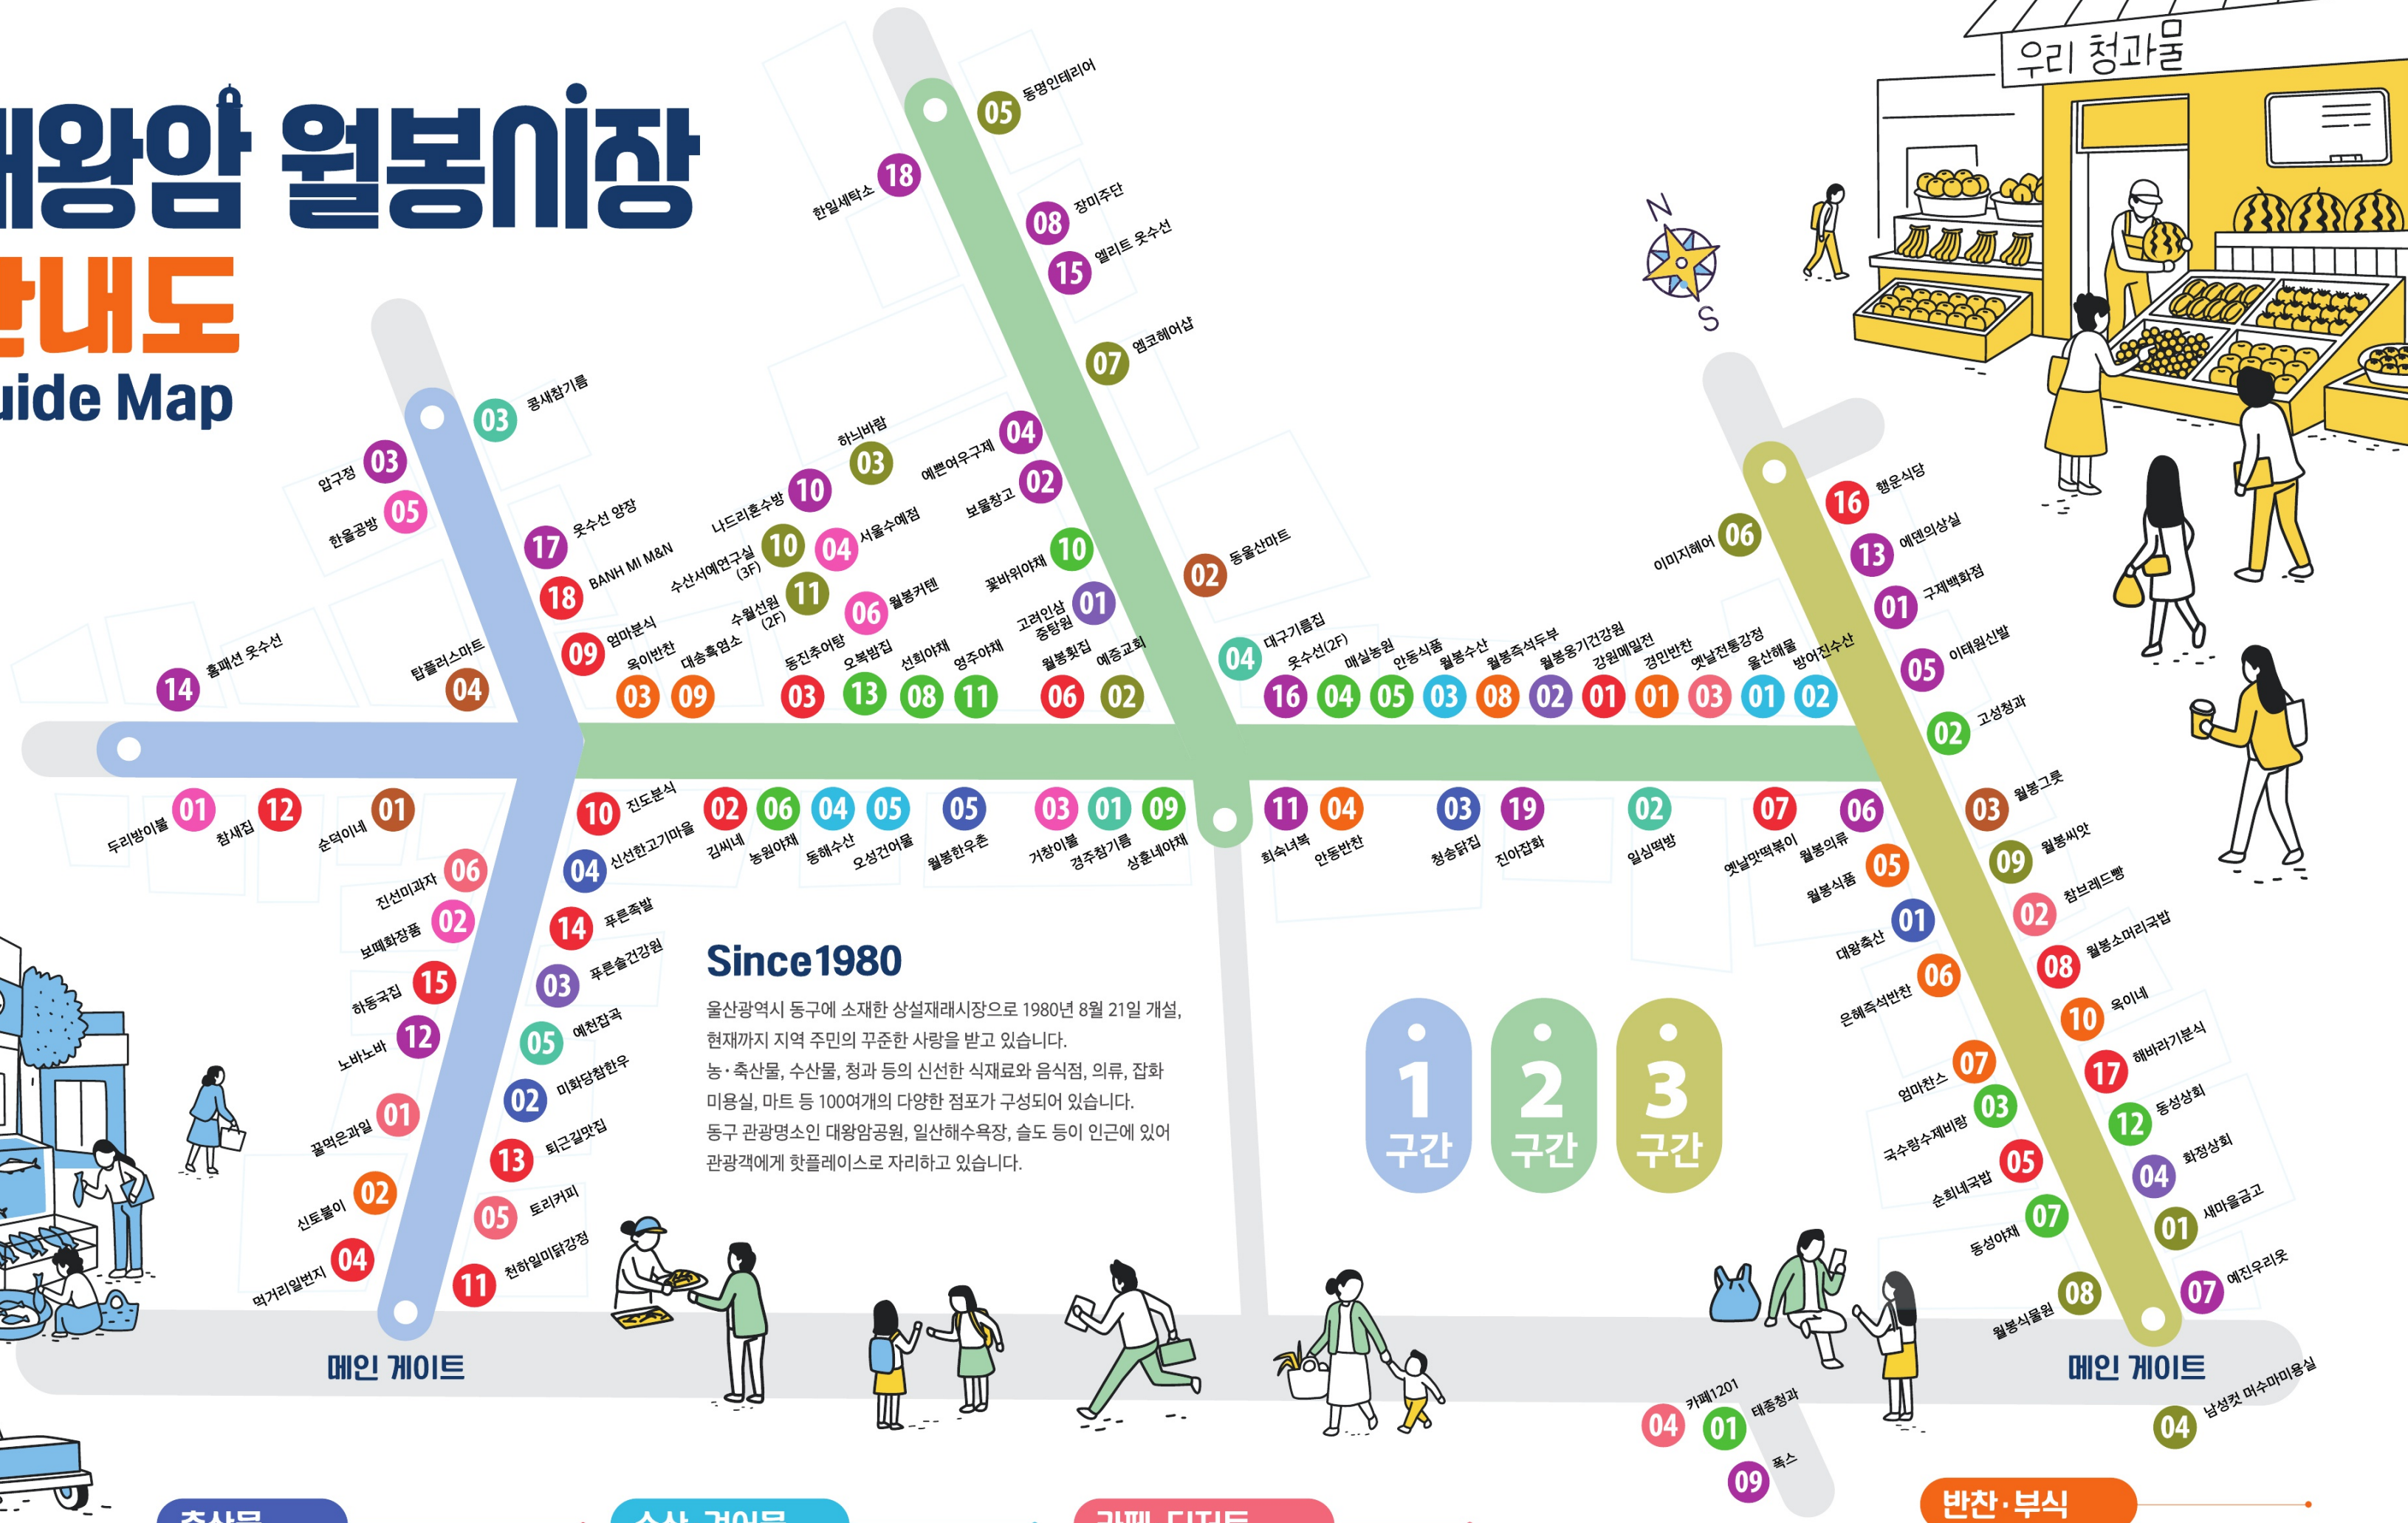 왕암 월봉시장
내도
uide Map
우리 청과물
N
S
05 동명인테리어
18 한일세탁소
08 장미주단
15 엘리트 옷수선
07 엠코헤어샵
04 예쁜여우구제
02 보물창고
10 꽃바위야채
01 고려인삼
중탕원
02 동울산마트
03 콩새참기름
03 압구정
05 한올공방
17 옷수선 양장
18 BANH MI M&N
09 엄마분식
03 하늬바람
10 나드리혼수방
10 수산서예연구실
(3F)
04 서울수예점
11 수월선원
(2F)
06 월봉커텐
14 홈패션 옷수선
04 탑플러스마트
03 옥이반찬
09 대송흑염소
03 동진추어탕
13 오복밤집
08 선희야채
11 영주야채
06 월봉횟집
02 예증교회
04 대구기름집
16 옷수선(2F)
04 매실농원
05 안동식품
03 월봉수산
08 월봉즉석두부
02 월봉옹기건강원
01 강원메밀전
01 경민반찬
03 옛날전통강정
01 울산해물
02 방어진수산
06 이미지헤어
16 행운식당
13 에덴의상실
01 구제백화점
05 이태원신발
02 고성청과
03 월봉그릇
09 월봉씨앗
02 참브레드빵
08 월봉소머리국밥
10 옥이네
17 해바라기분식
12 동성상회
04 화정상회
01 새마을금고
07 예진우리옷
01 두리방이불
12 참새집
01 순덕이네
10 진도분식
04 신선한고기마을
02 김씨네
06 농원야채
04 동해수산
05 오성건어물
05 월봉한우촌
03 거창이불
01 경주참기름
09 상훈네야채
11 희숙녀복
04 안동반찬
03 청송닭집
19 진아잡화
02 일심떡방
07 옛날맛떡볶이
06 월봉의류
05 월봉식품
01 대왕축산
06 은혜즉석반찬
07 엄마찬스
03 국수랑수제비랑
05 순희네국밥
07 동성야채
08 월봉식물원
06 진선미과자
02 보떼화장품
15 하동국집
12 노바노바
01 꿀먹은과일
02 신토불이
04 먹거리일번지
14 푸른족발
03 푸른솔건강원
05 예천잡곡
02 미화당참한우
13 퇴근길맛집
05 토리커피
11 천하일미닭강정
Since1980
울산광역시 동구에 소재한 상설재래시장으로 1980년 8월 21일 개설,
현재까지 지역 주민의 꾸준한 사랑을 받고 있습니다.
농·축산물, 수산물, 청과 등의 신선한 식재료와 음식점, 의류, 잡화
미용실, 마트 등 100여개의 다양한 점포가 구성되어 있습니다.
동구 관광명소인 대왕암공원, 일산해수욕장, 슬도 등이 인근에 있어
관광객에게 핫플레이스로 자리하고 있습니다.
1 구간
2 구간
3 구간
메인 게이트
메인 게이트
04 카페1201
01 태종청과
09 폭스
04 남성컷 머수마미용실
축산물
수산·건어물
카페·디저트
반찬·부식